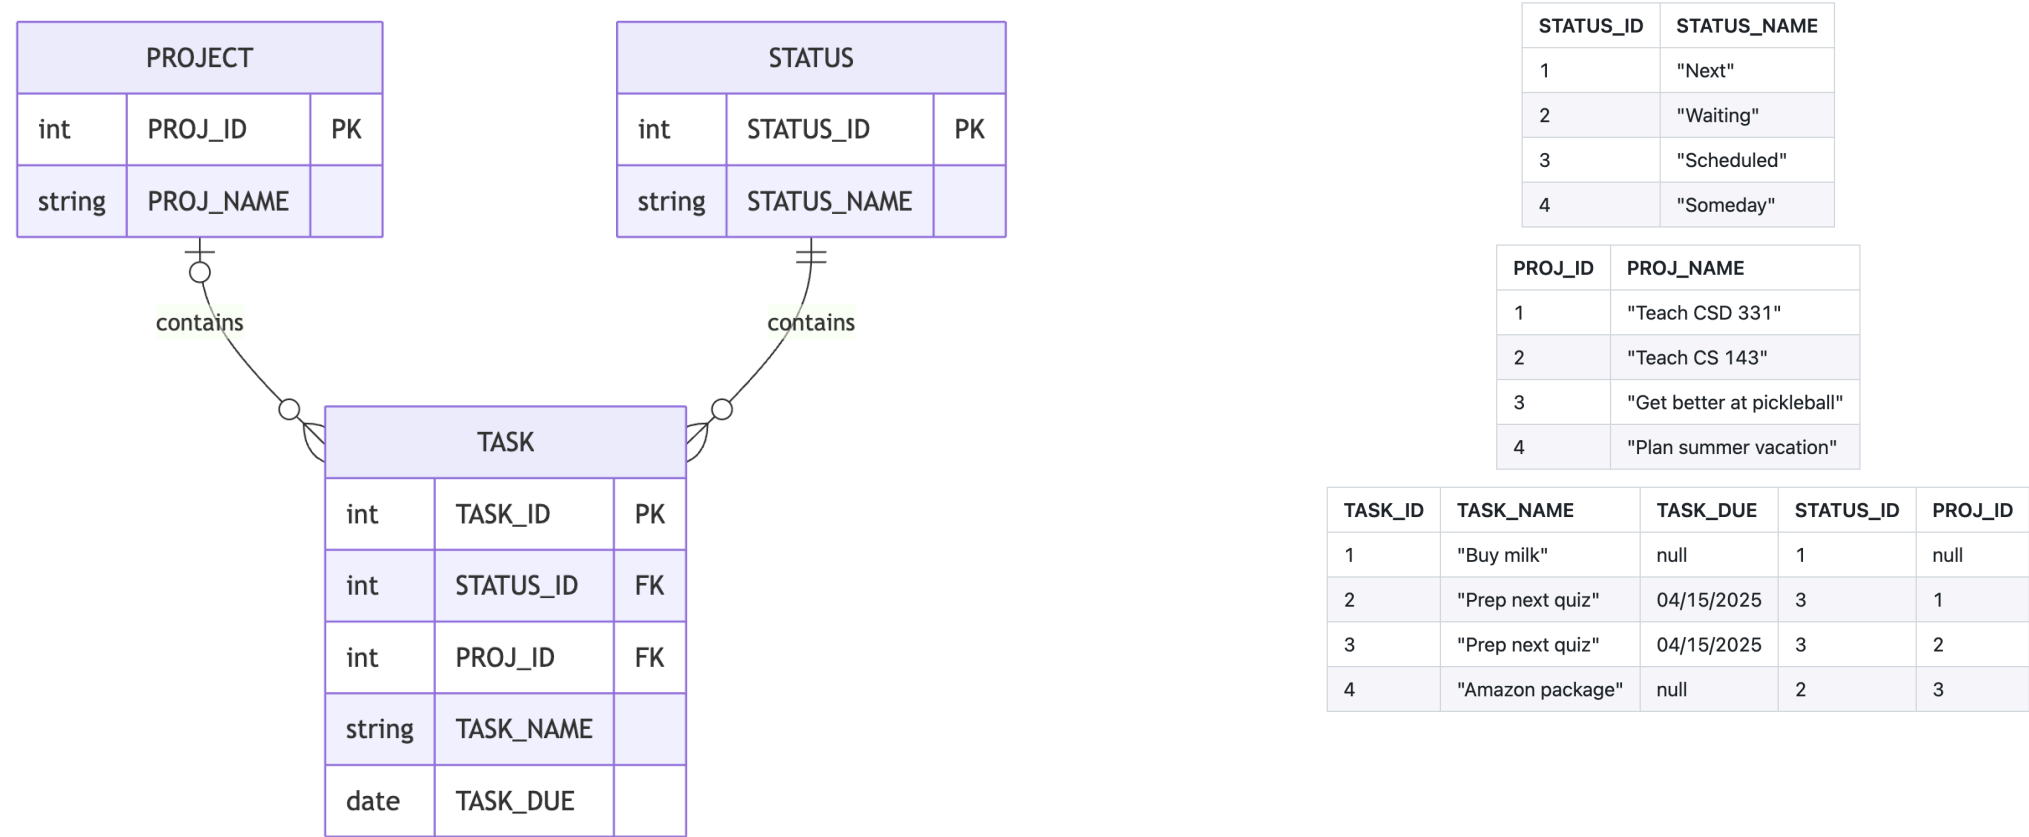 PROJECT
int PROJ_ID PK
string PROJ_NAME
STATUS
int STATUS_ID PK
string STATUS_NAME
contains
contains
TASK
int TASK_ID PK
int STATUS_ID FK
int PROJ_ID FK
string TASK_NAME
date TASK_DUE
STATUS_ID STATUS_NAME
1 "Next"
2 "Waiting"
3 "Scheduled"
4 "Someday"
PROJ_ID PROJ_NAME
1 "Teach CSD 331"
2 "Teach CS 143"
3 "Get better at pickleball"
4 "Plan summer vacation"
TASK_ID TASK_NAME TASK_DUE STATUS_ID PROJ_ID
1 "Buy milk" null 1 null
2 "Prep next quiz" 04/15/2025 3 1
3 "Prep next quiz" 04/15/2025 3 2
4 "Amazon package" null 2 3